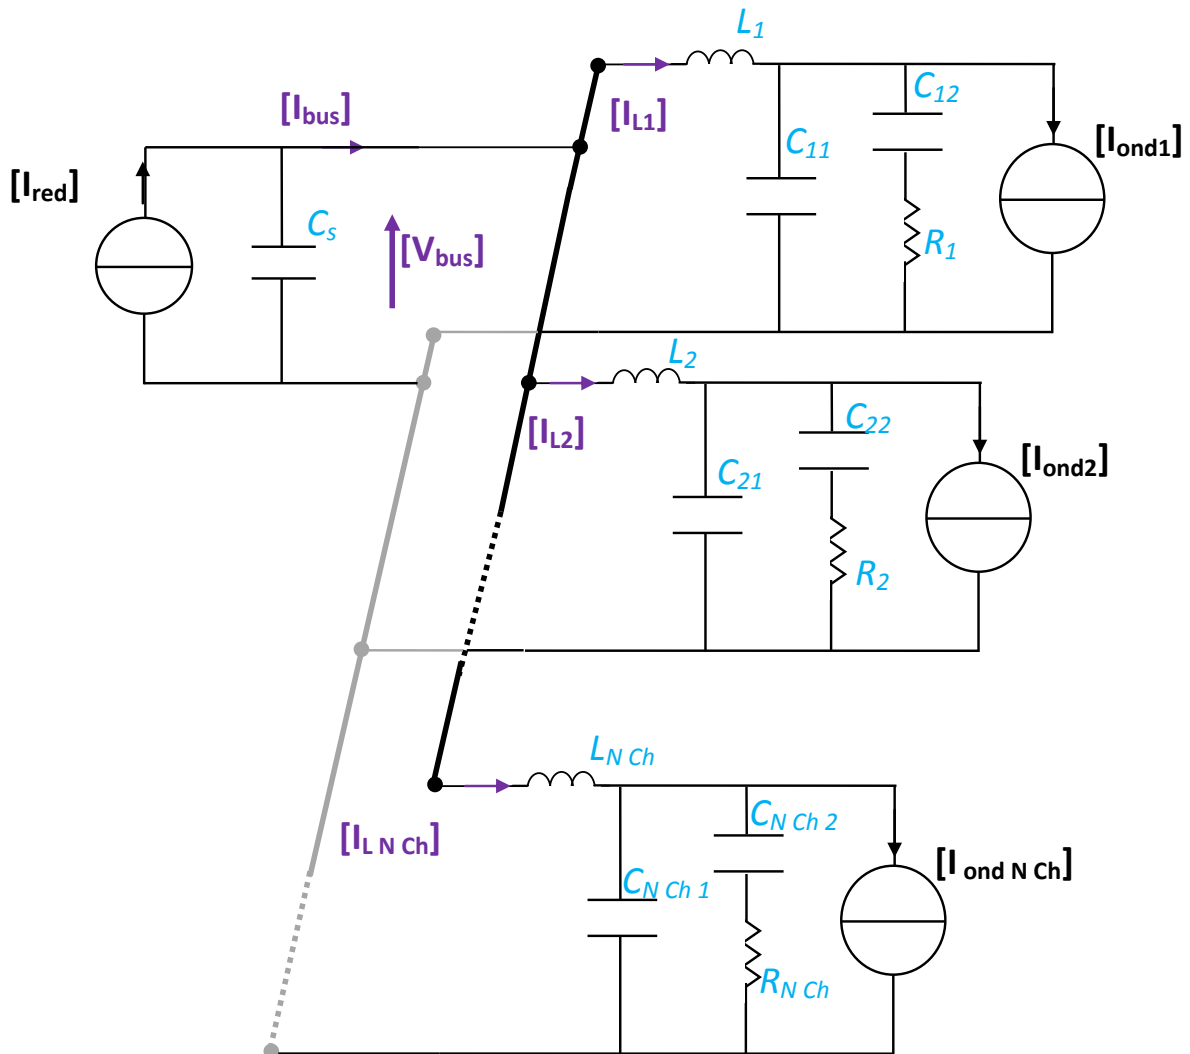 L1
C12
[Ibus]
[IL1]
C11
[Iond1]
[Ired]
Cs
R1
[Vbus]
L2
[IL2]
C22
C21
[Iond2]
R2
LN Ch
[IL N Ch]
CN Ch 2
[I ond N Ch]
CN Ch 1
RN Ch